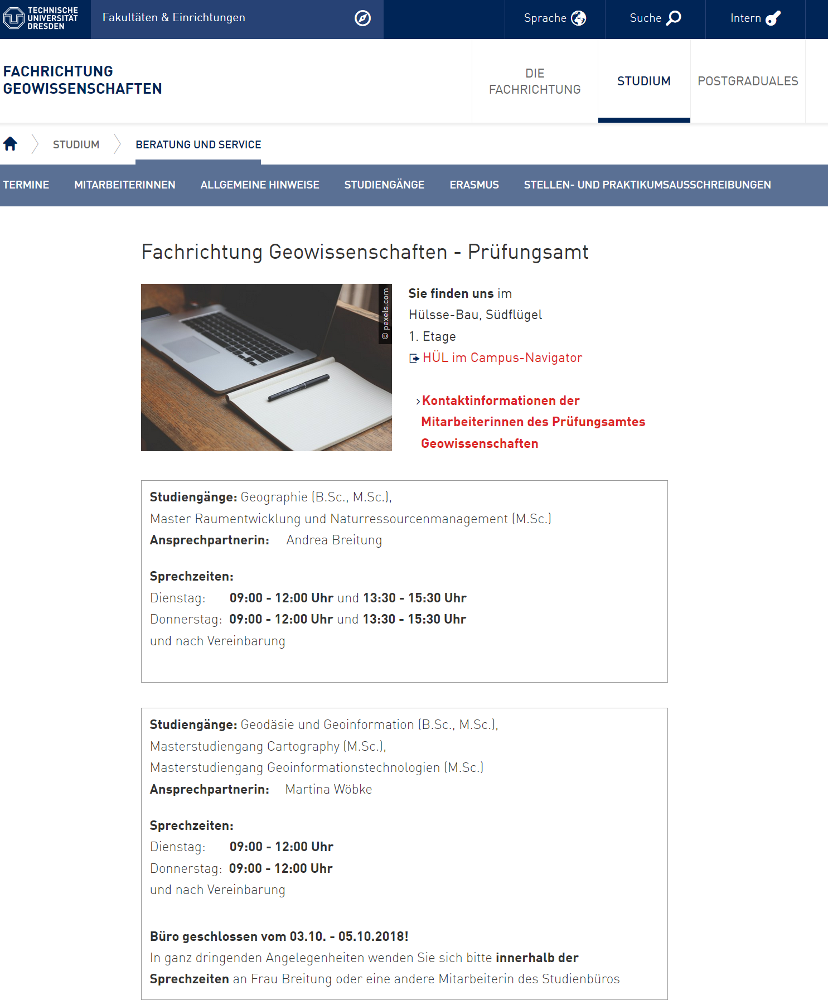 TECHNISCHE
UNIVERSITÄT
DRESDEN
Fakultäten & Einrichtungen
Sprache
Suche
Intern
FACHRICHTUNG
GEOWISSENSCHAFTEN
DIE
FACHRICHTUNG
STUDIUM
POSTGRADUALES
STUDIUM
BERATUNG UND SERVICE
TERMINE
MITARBEITERINNEN
ALLGEMEINE HINWEISE
STUDIENGÄNGE
ERASMUS
STELLEN- UND PRAKTIKUMSAUSSCHREIBUNGEN
Fachrichtung Geowissenschaften - Prüfungsamt
© pexels.com
Sie finden uns im
Hülsse-Bau, Südflügel
1. Etage
HÜL im Campus-Navigator
Kontaktinformationen der
Mitarbeiterinnen des Prüfungsamtes
Geowissenschaften
Studiengänge: Geographie (B.Sc., M.Sc.),
Master Raumentwicklung und Naturressourcenmanagement (M.Sc.)
Ansprechpartnerin: Andrea Breitung
Sprechzeiten:
Dienstag: 09:00 - 12:00 Uhr und 13:30 - 15:30 Uhr
Donnerstag: 09:00 - 12:00 Uhr und 13:30 - 15:30 Uhr
und nach Vereinbarung
Studiengänge: Geodäsie und Geoinformation (B.Sc., M.Sc.),
Masterstudiengang Cartography (M.Sc.),
Masterstudiengang Geoinformationstechnologien (M.Sc.)
Ansprechpartnerin: Martina Wöbke
Sprechzeiten:
Dienstag: 09:00 - 12:00 Uhr
Donnerstag: 09:00 - 12:00 Uhr
und nach Vereinbarung
Büro geschlossen vom 03.10. - 05.10.2018!
In ganz dringenden Angelegenheiten wenden Sie sich bitte innerhalb der
Sprechzeiten an Frau Breitung oder eine andere Mitarbeiterin des Studienbüros